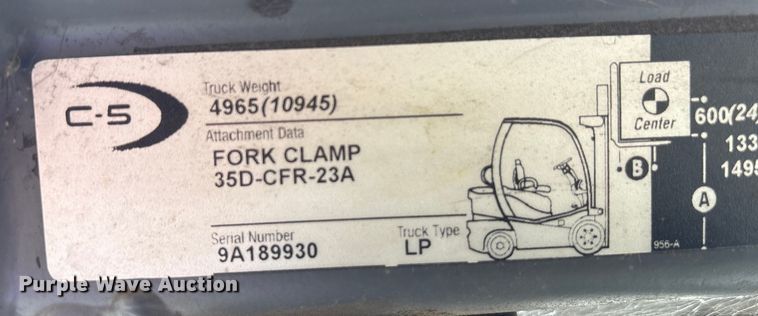 C-5
Truck Weight
4965(10945)
Attachment Data
FORK CLAMP
35D-CFR-23A
Serial Number
9A189930
Truck Type
LP
Load
Center
600(24)
133
1495
B
A
956-A
Purple Wave Auction